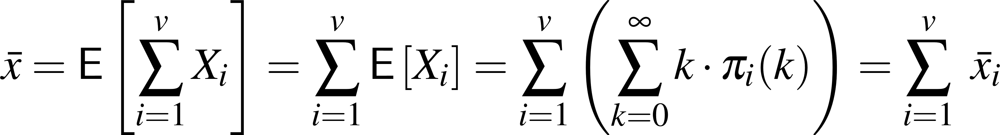 x̄ = E [∑_{i=1}^{v} X_i] = ∑_{i=1}^{v} E [X_i] = ∑_{i=1}^{v} (∑_{k=0}^{∞} k · π_i(k)) = ∑_{i=1}^{v} x̄_i